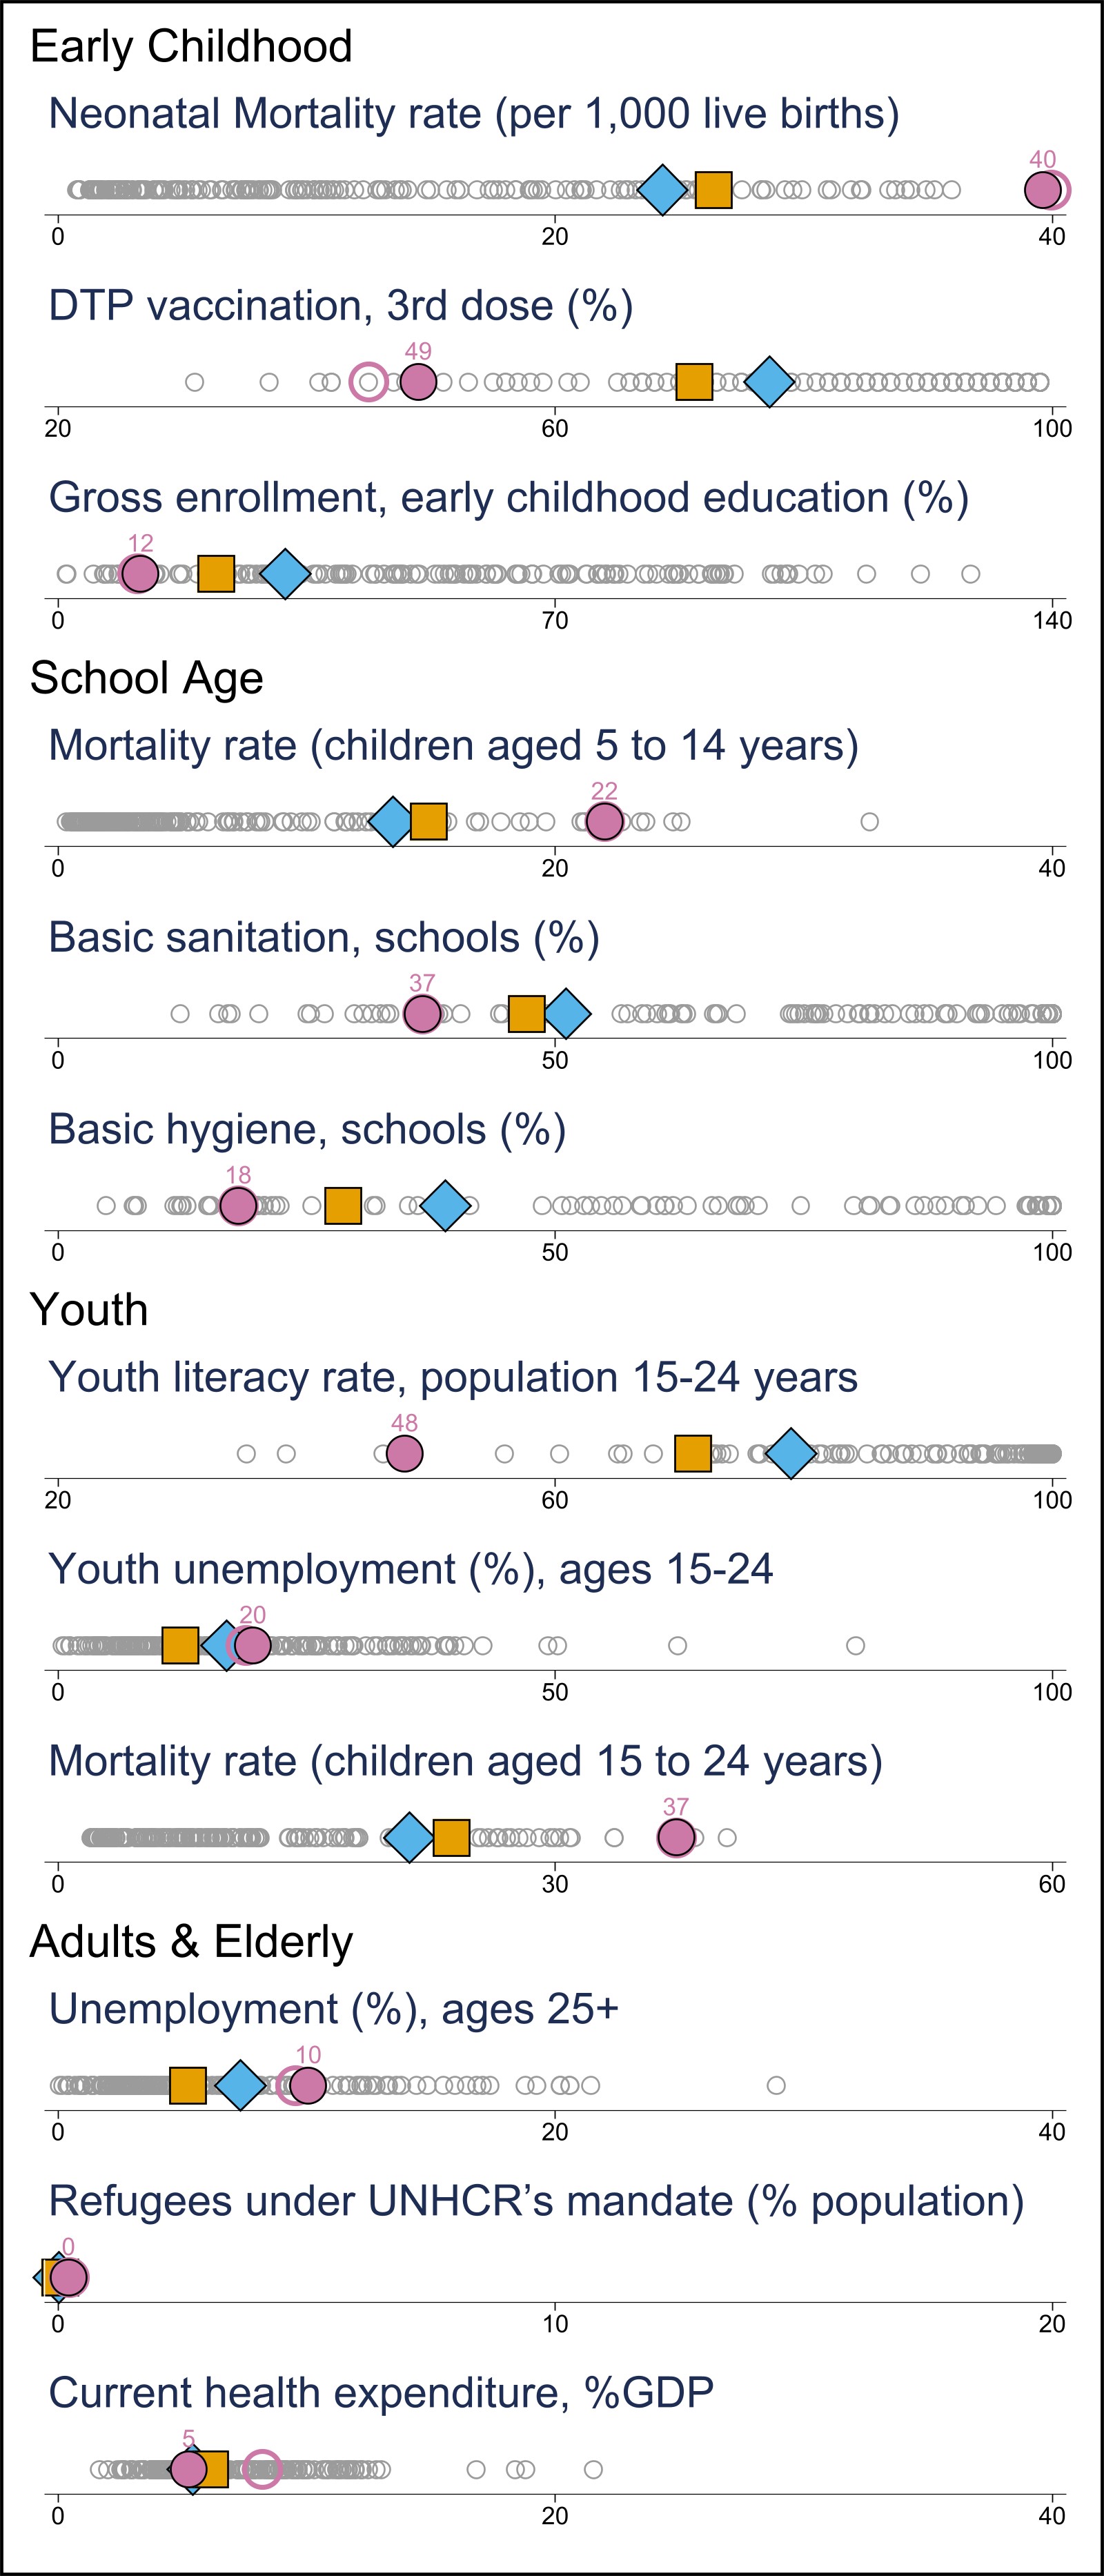 Early Childhood
Neonatal Mortality rate (per 1,000 live births)
40
0 20 40
DTP vaccination, 3rd dose (%)
49
20 60 100
Gross enrollment, early childhood education (%)
12
0 70 140
School Age
Mortality rate (children aged 5 to 14 years)
22
0 20 40
Basic sanitation, schools (%)
37
0 50 100
Basic hygiene, schools (%)
18
0 50 100
Youth
Youth literacy rate, population 15-24 years
48
20 60 100
Youth unemployment (%), ages 15-24
20
0 50 100
Mortality rate (children aged 15 to 24 years)
37
0 30 60
Adults & Elderly
Unemployment (%), ages 25+
10
0 20 40
Refugees under UNHCR’s mandate (% population)
0
0 10 20
Current health expenditure, %GDP
5
0 20 40